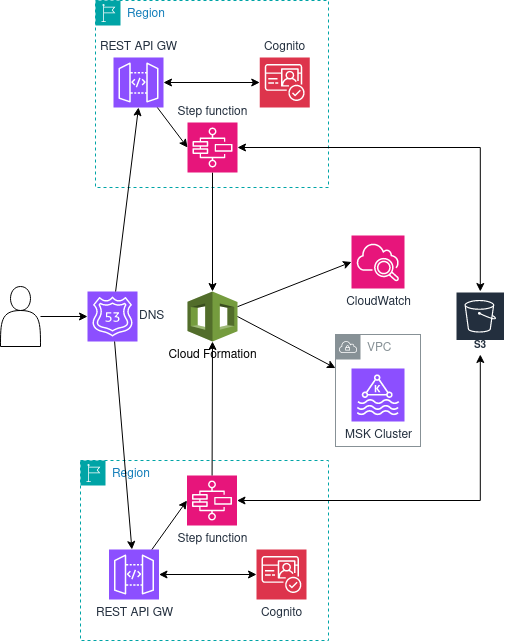 Region
REST API GW
Cognito
Step function
53
DNS
CloudWatch
Cloud Formation
S3
VPC
K
MSK Cluster
Region
Step function
REST API GW
Cognito